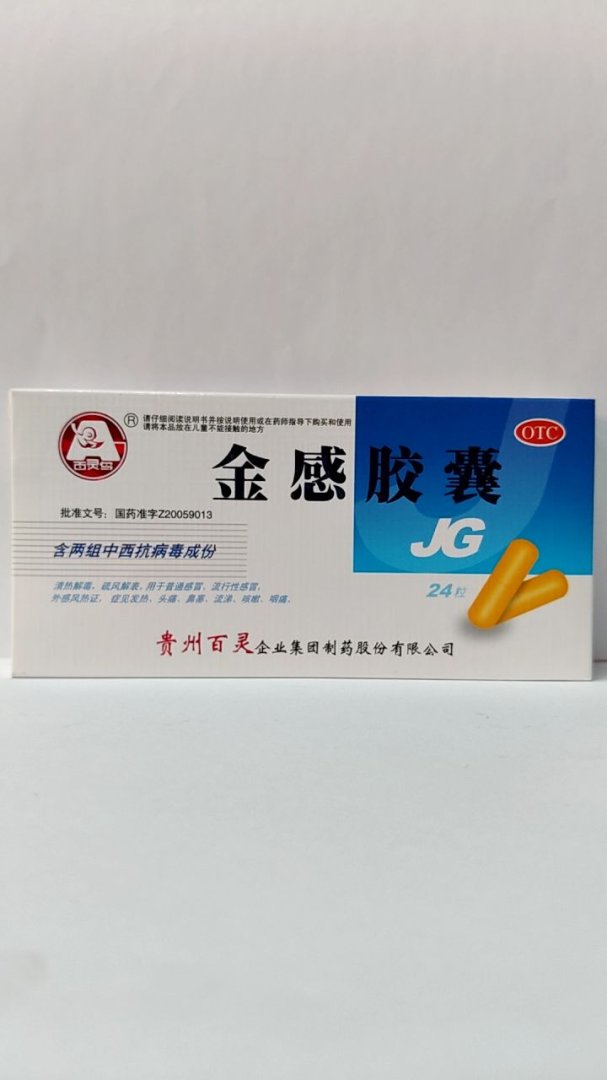 百灵鸟
®
请仔细阅读说明书并按说明使用或在药师指导下购买和使用
请将本品放在儿童不能接触的地方
OTC
金感胶囊
批准文号：国药准字Z20059013
JG
含两组中西抗病毒成份
清热解毒，疏风解表。用于普通感冒，流行性感冒，
外感风热证，症见发热、头痛、鼻塞、流涕、咳嗽、咽痛。
24粒
贵州百灵企业集团制药股份有限公司